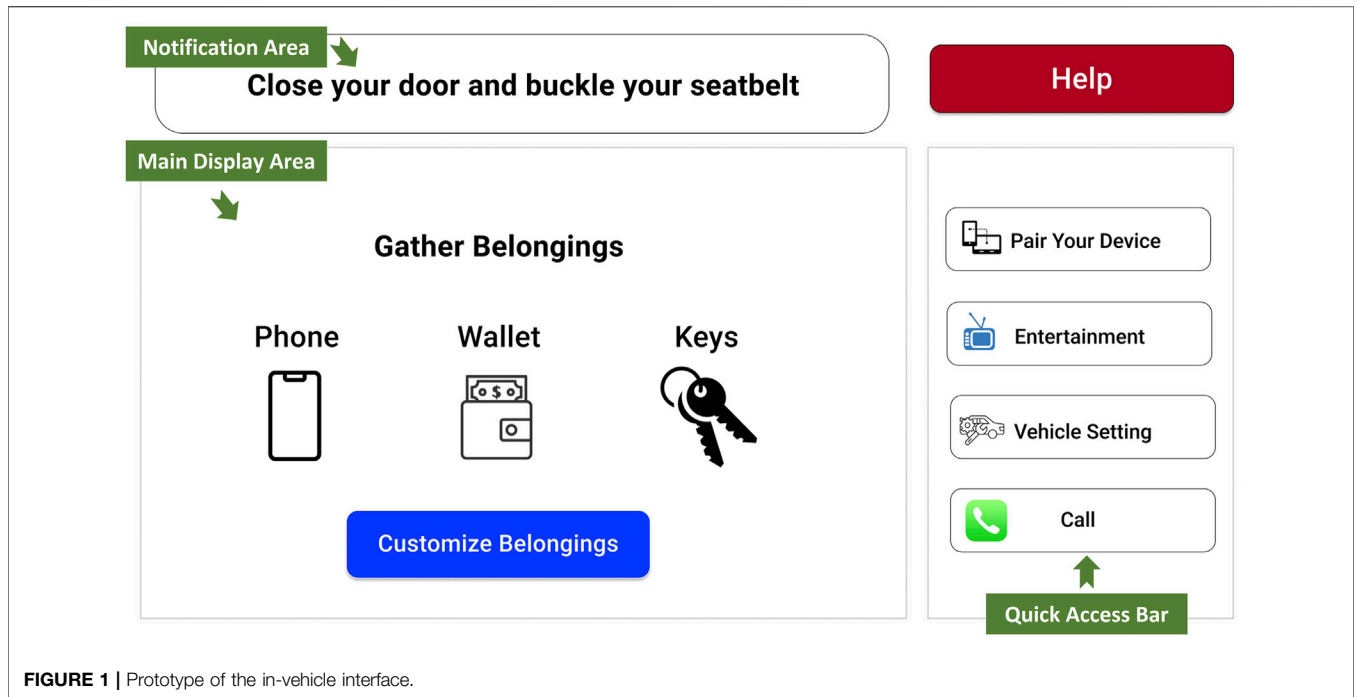 Notification Area
Close your door and buckle your seatbelt
Help
Main Display Area
Gather Belongings
Phone Wallet Keys
Customize Belongings
Pair Your Device
Entertainment
Vehicle Setting
Call
Quick Access Bar
FIGURE 1 | Prototype of the in-vehicle interface.